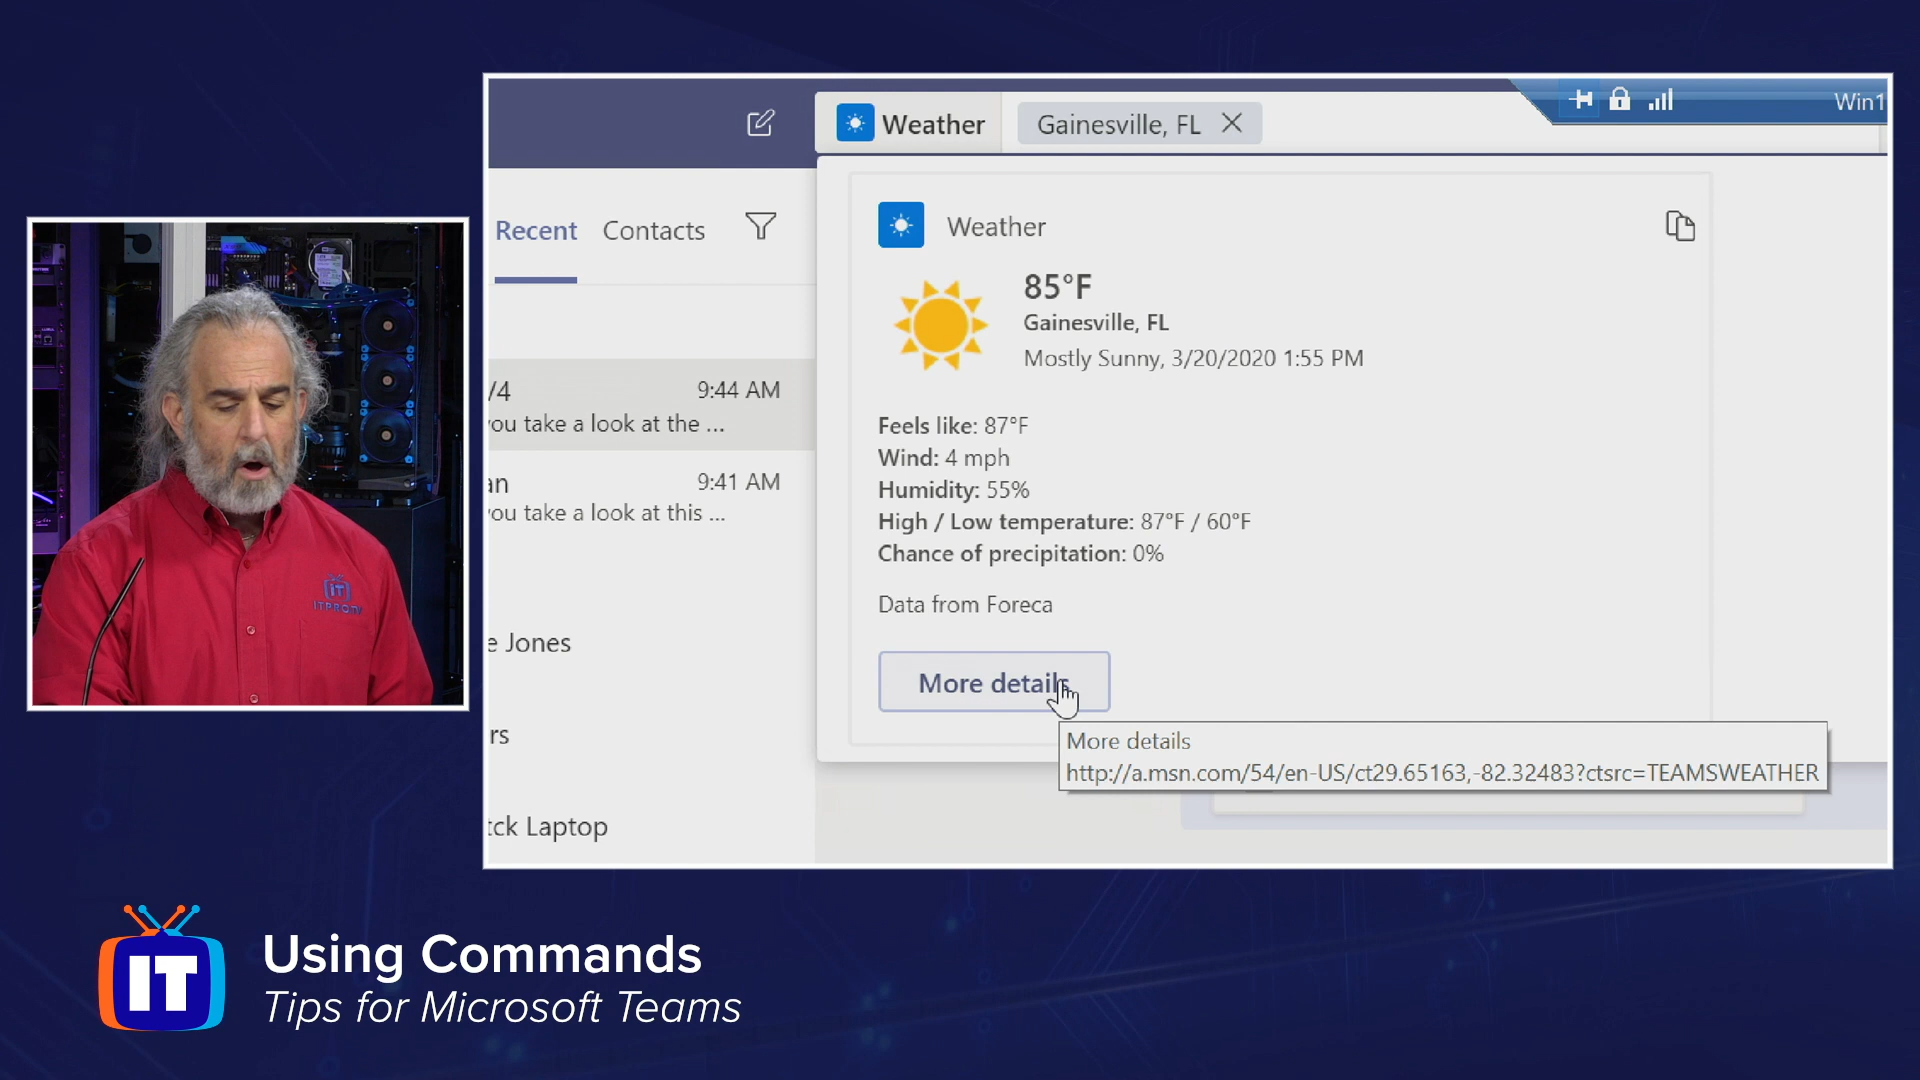 Weather
Gainesville, FL
Win1
Recent
Contacts
Weather
85°F
Gainesville, FL
Mostly Sunny, 3/20/2020 1:55 PM
/4
9:44 AM
you take a look at the ...
Feels like: 87°F
Wind: 4 mph
an
9:41 AM
you take a look at this ...
Humidity: 55%
High / Low temperature: 87°F / 60°F
Chance of precipitation: 0%
Data from Foreca
e Jones
More details
rs
More details
http://a.msn.com/54/en-US/ct29.65163,-82.32483?ctsrc=TEAMSWEATHER
ck Laptop
iT
ITPROTV
IT
Using Commands
Tips for Microsoft Teams